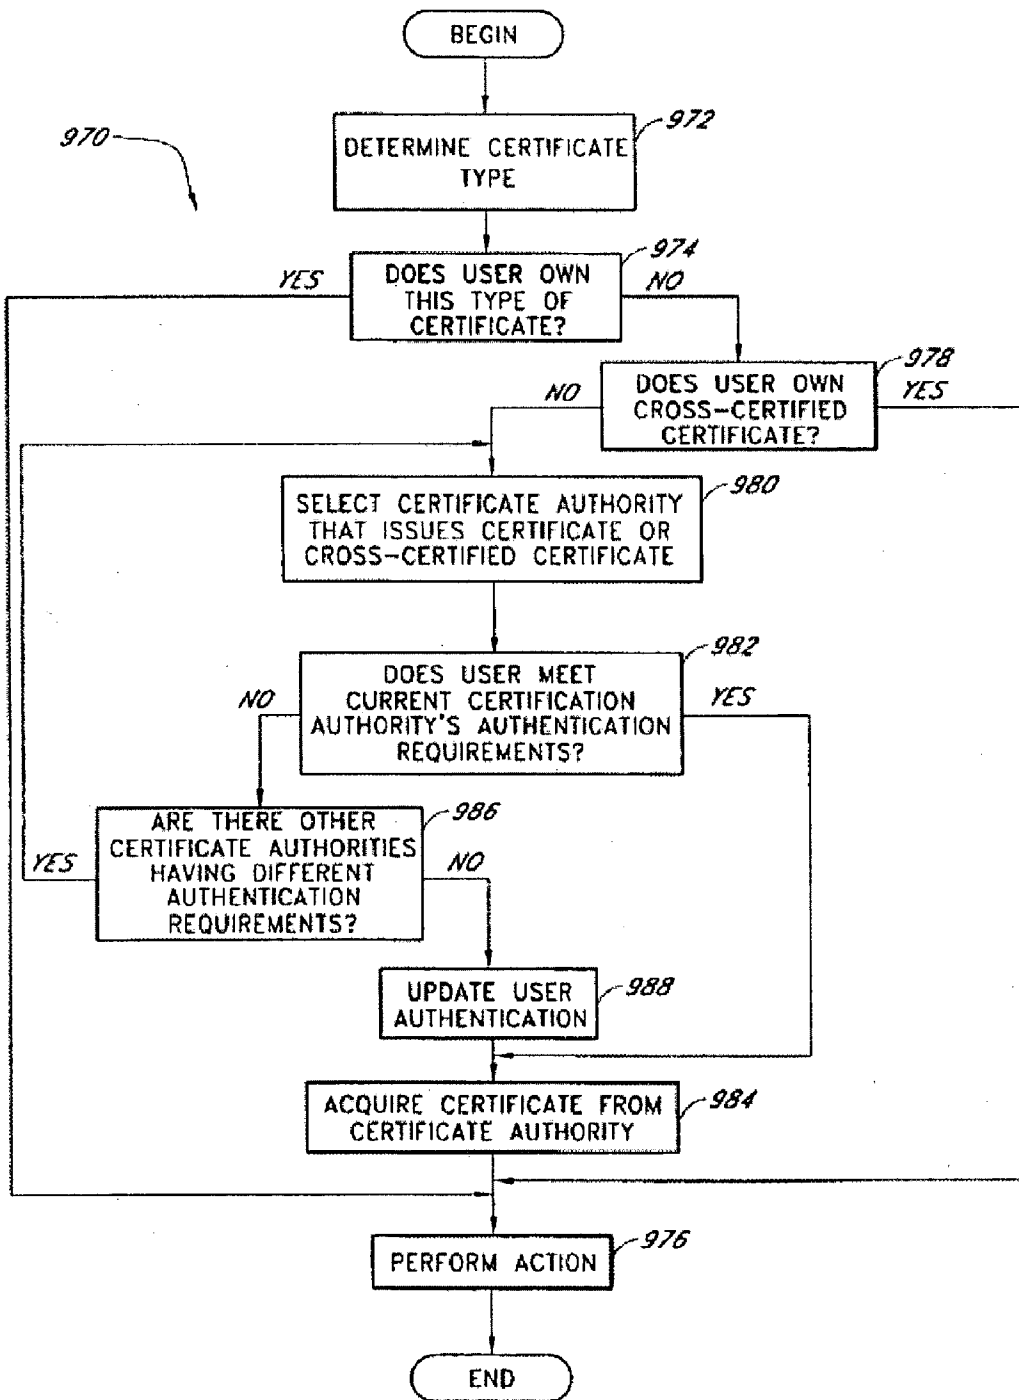 BEGIN
970
972
DETERMINE CERTIFICATE
TYPE
974
YES
DOES USER OWN
THIS TYPE OF
CERTIFICATE?
NO
978
NO
DOES USER OWN
CROSS-CERTIFIED
CERTIFICATE?
YES
980
SELECT CERTIFICATE AUTHORITY
THAT ISSUES CERTIFICATE OR
CROSS-CERTIFIED CERTIFICATE
982
NO
DOES USER MEET
CURRENT CERTIFICATION
AUTHORITY'S AUTHENTICATION
REQUIREMENTS?
YES
986
YES
ARE THERE OTHER
CERTIFICATE AUTHORITIES
HAVING DIFFERENT
AUTHENTICATION
REQUIREMENTS?
NO
988
UPDATE USER
AUTHENTICATION
984
ACQUIRE CERTIFICATE FROM
CERTIFICATE AUTHORITY
976
PERFORM ACTION
END